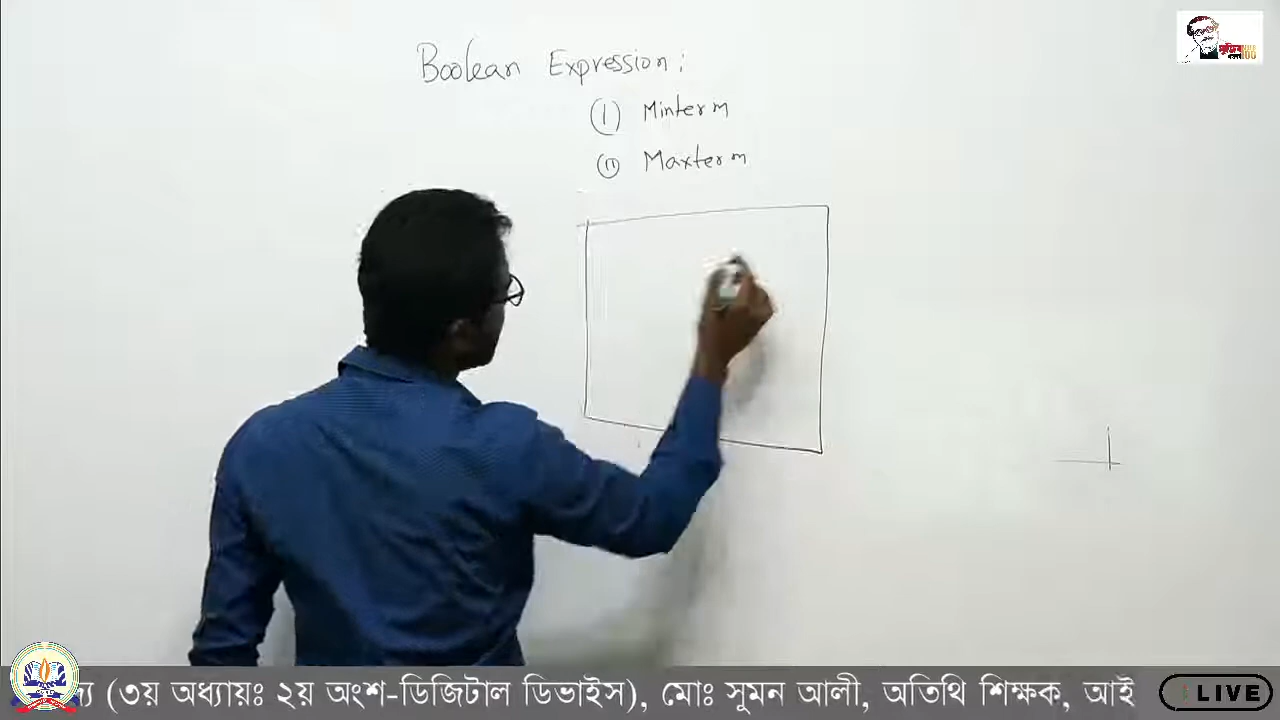 Boolean Expression:
(I) Minterm
(II) Maxterm
(৩য় অধ্যায়ঃ ২য় অংশ-ডিজিটাল ডিভাইস), মোঃ সুমন আলী, অতিথি শিক্ষক, আই
LIVE